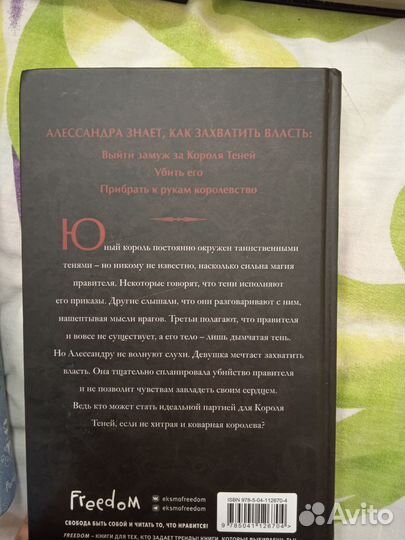 АЛЕССАНДРА ЗНАЕТ, КАК ЗАХВАТИТЬ ВЛАСТЬ:
Выйти замуж за Короля Теней
Убить его
Прибрать к рукам королевство
Юный король постоянно окружен таинственными
тенями – но никому не известно, насколько сильна магия
правителя. Некоторые говорят, что тени исполняют
его приказы. Другие слышали, что они разговаривают с ним,
нашептывая мысли врагов. Третьи полагают, что правителя
и вовсе не существует, а его тело – лишь дымчатая тень.
Но Алессандру не волнуют слухи. Девушка мечтает захватить
власть. Она тщательно спланировала убийство правителя
и не позволит чувствам завладеть своим сердцем.
Ведь кто может стать идеальной партией для Короля
Теней, если не хитрая и коварная королева?
Freedom
eksmofreedom
eksmofreedom
ISBN 978-5-04-112670-4
9785041126704
СВОБОДА БЫТЬ СОБОЙ И ЧИТАТЬ ТО, ЧТО НРАВИТСЯ!
FREEDOM – КНИГИ ДЛЯ ТЕХ, КТО ЗАДАЕТ ТРЕНДЫ! КНИГИ, КОТОРЫЕ
Avito